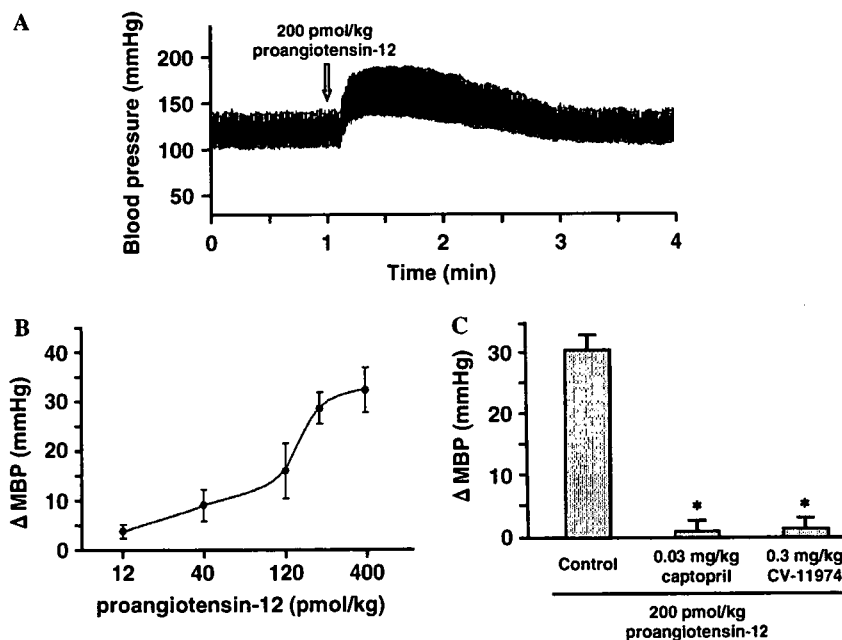 A
200 pmol/kg
proangiotensin-12
Blood pressure (mmHg)
200
150
100
50
0
1
2
3
4
Time (min)
B
Δ MBP (mmHg)
40
30
20
10
0
12
40
120
400
proangiotensin-12 (pmol/kg)
C
Δ MBP (mmHg)
30
20
10
0
*
*
Control
0.03 mg/kg
captopril
0.3 mg/kg
CV-11974
200 pmol/kg
proangiotensin-12